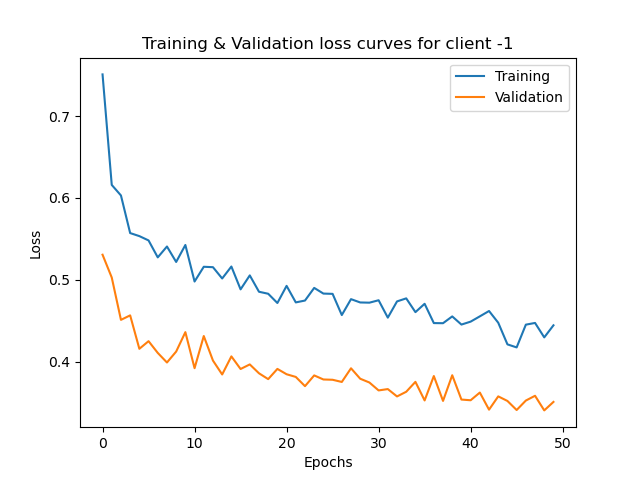 Training & Validation loss curves for client -1
Training
Validation
Loss
0.7
0.6
0.5
0.4
0
10
20
30
40
50
Epochs